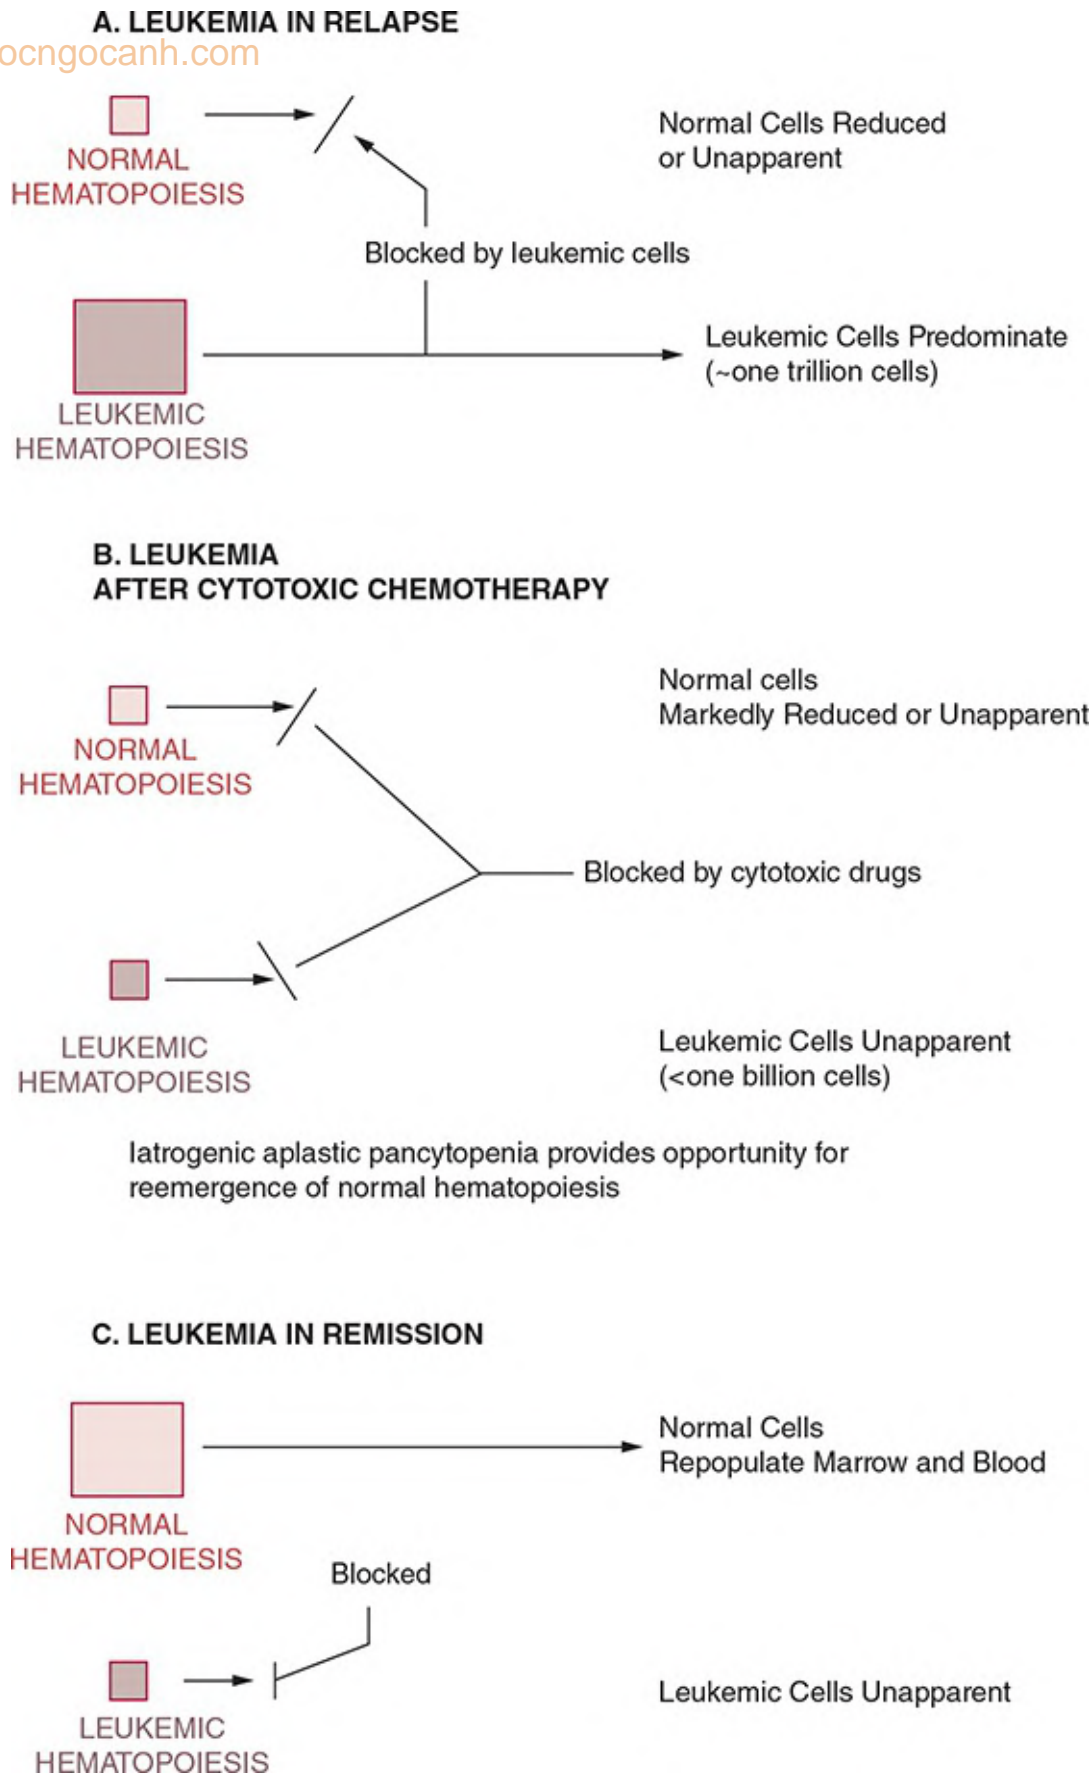 A. LEUKEMIA IN RELAPSE
ocngocanh.com
NORMAL
HEMATOPOIESIS
Normal Cells Reduced
or Unapparent
Blocked by leukemic cells
LEUKEMIC
HEMATOPOIESIS
Leukemic Cells Predominate
(~one trillion cells)
B. LEUKEMIA
AFTER CYTOTOXIC CHEMOTHERAPY
NORMAL
HEMATOPOIESIS
Normal cells
Markedly Reduced or Unapparent
Blocked by cytotoxic drugs
LEUKEMIC
HEMATOPOIESIS
Leukemic Cells Unapparent
(<one billion cells)
Iatrogenic aplastic pancytopenia provides opportunity for
reemergence of normal hematopoiesis
C. LEUKEMIA IN REMISSION
NORMAL
HEMATOPOIESIS
Normal Cells
Repopulate Marrow and Blood
Blocked
LEUKEMIC
HEMATOPOIESIS
Leukemic Cells Unapparent